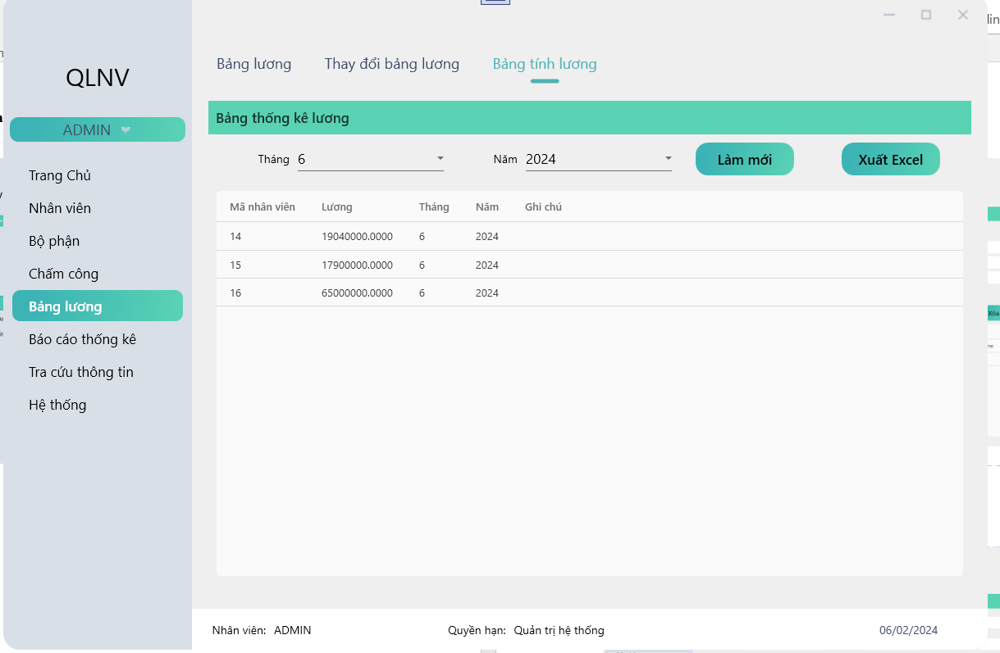 QLNV
ADMIN
Trang Chủ
Nhân viên
Bộ phận
Chấm công
Bảng lương
Báo cáo thống kê
Tra cứu thông tin
Hệ thống
Bảng lương Thay đổi bảng lương Bảng tính lương
Bảng thống kê lương
Tháng 6 Năm 2024 Làm mới Xuất Excel
Mã nhân viên Lương Tháng Năm Ghi chú
14 19040000.0000 6 2024
15 17900000.0000 6 2024
16 65000000.0000 6 2024
Nhân viên: ADMIN Quyền hạn: Quản trị hệ thống 06/02/2024
Xóa